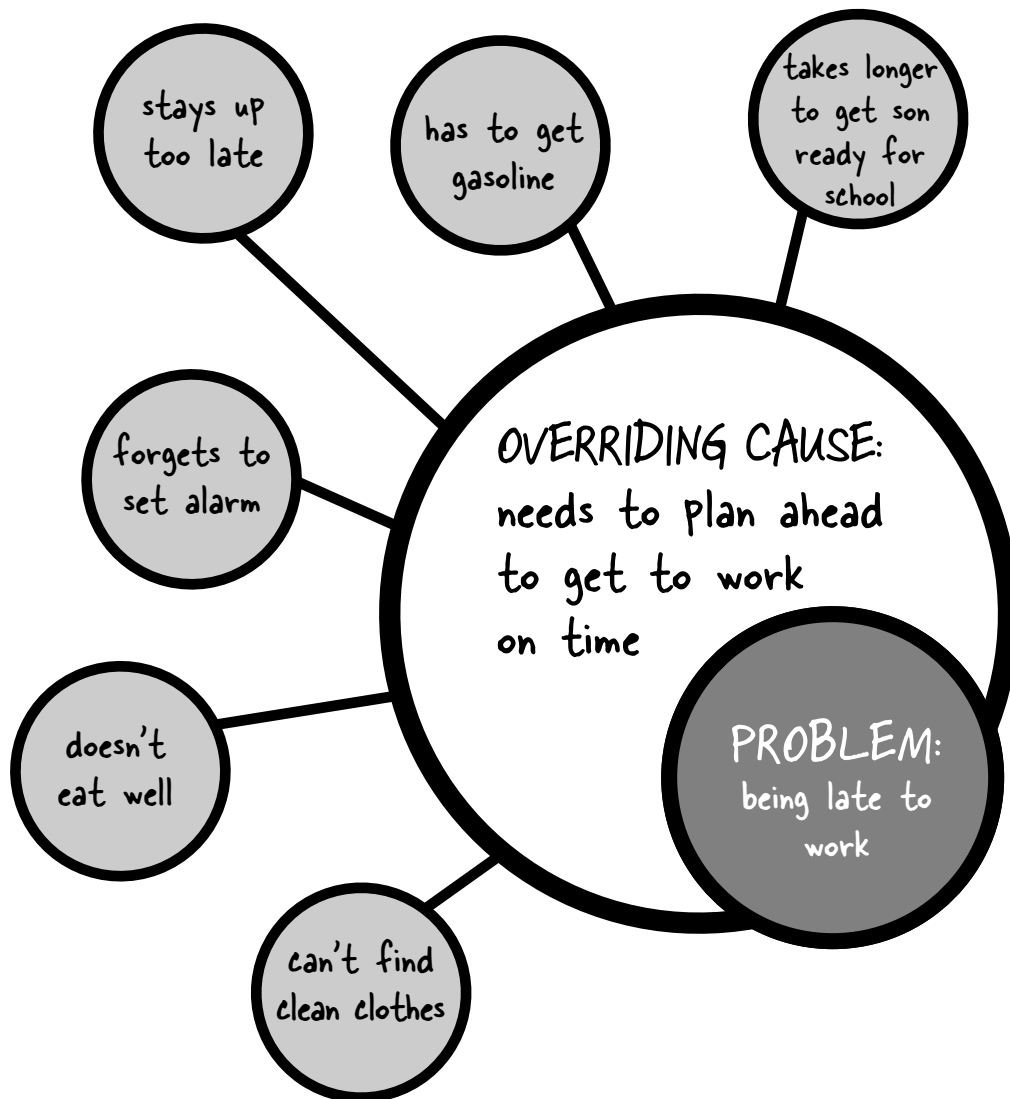 stays up
too late
has to get
gasoline
takes longer
to get son
ready for
school
forgets to
set alarm
OVERRIDING CAUSE:
needs to plan ahead
to get to work
on time
PROBLEM:
being late to
work
doesn't
eat well
can't find
clean clothes